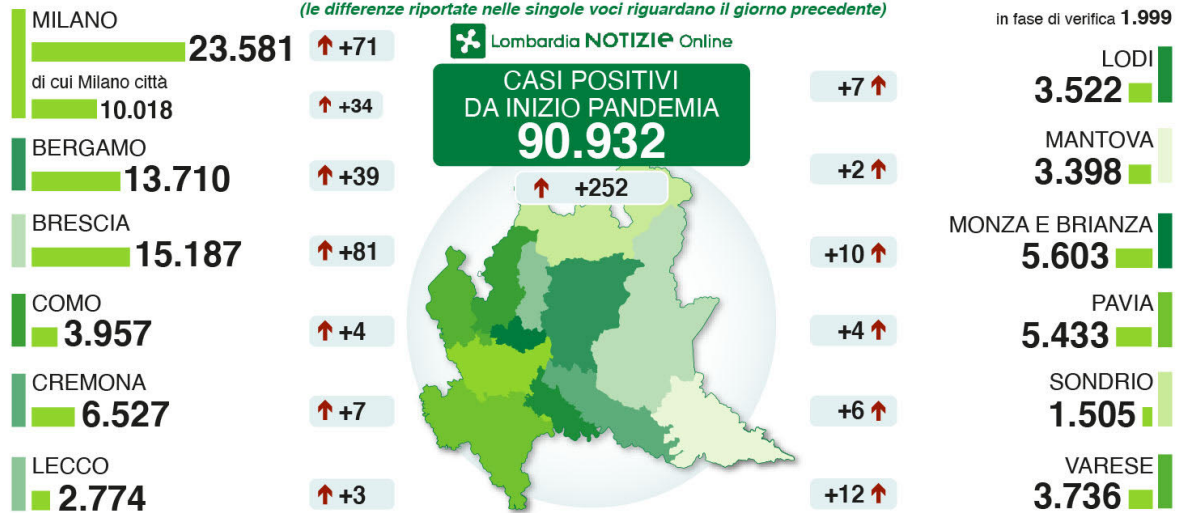 (le differenze riportate nelle singole voci riguardano il giorno precedente)
in fase di verifica 1.999
Lombardia NOTIZIE Online
CASI POSITIVI
DA INIZIO PANDEMIA
90.932
+252
MILANO
23.581
+71
di cui Milano città
10.018
+34
BERGAMO
13.710
+39
BRESCIA
15.187
+81
COMO
3.957
+4
CREMONA
6.527
+7
LECCO
2.774
+3
LODI
+7
3.522
MANTOVA
+2
3.398
MONZA E BRIANZA
+10
5.603
PAVIA
+4
5.433
SONDRIO
+6
1.505
VARESE
+12
3.736